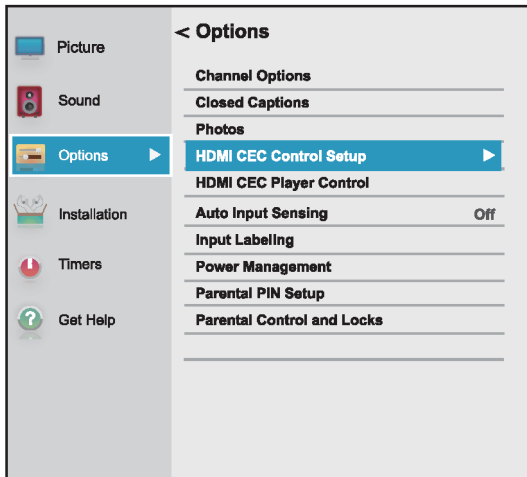 Picture
Sound
Options
Installation
Timers
Get Help
< Options
Channel Options
Closed Captions
Photos
HDMI CEC Control Setup
HDMI CEC Player Control
Auto Input Sensing Off
Input Labeling
Power Management
Parental PIN Setup
Parental Control and Locks